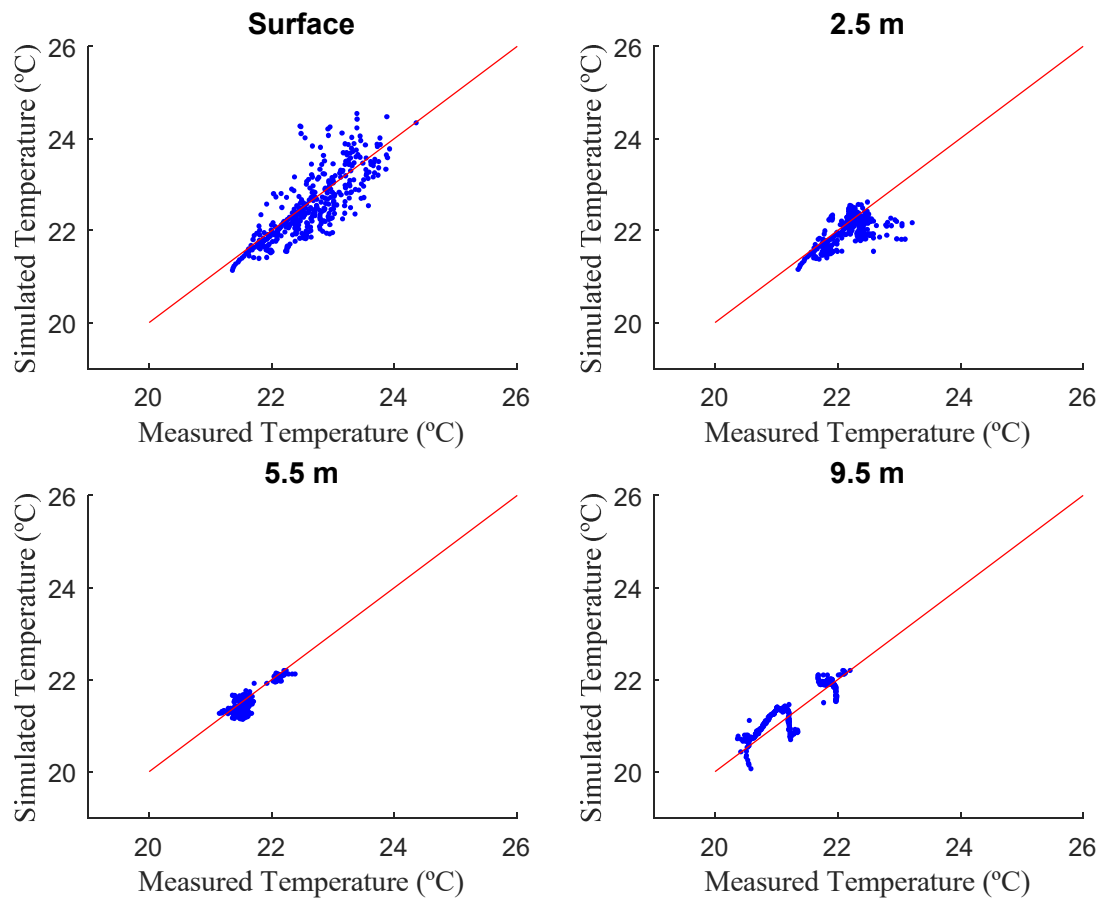 Surface
26
24
22
20
Simulated Temperature (ºC)
20 22 24 26
Measured Temperature (ºC)
2.5 m
26
24
22
20
Simulated Temperature (ºC)
20 22 24 26
Measured Temperature (ºC)
5.5 m
26
24
22
20
Simulated Temperature (ºC)
20 22 24 26
Measured Temperature (ºC)
9.5 m
26
24
22
20
Simulated Temperature (ºC)
20 22 24 26
Measured Temperature (ºC)